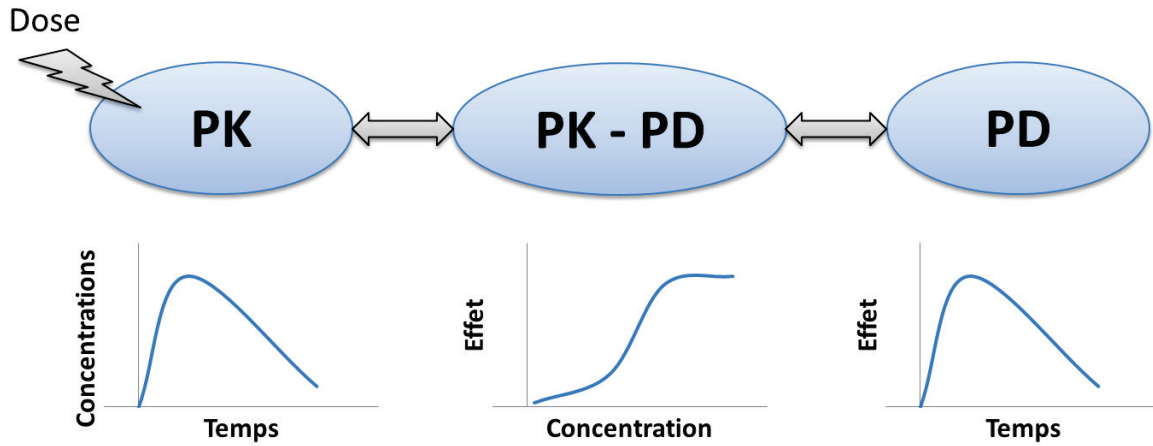 Dose
PK
PK - PD
PD
Concentrations
Temps
Effet
Concentration
Effet
Temps